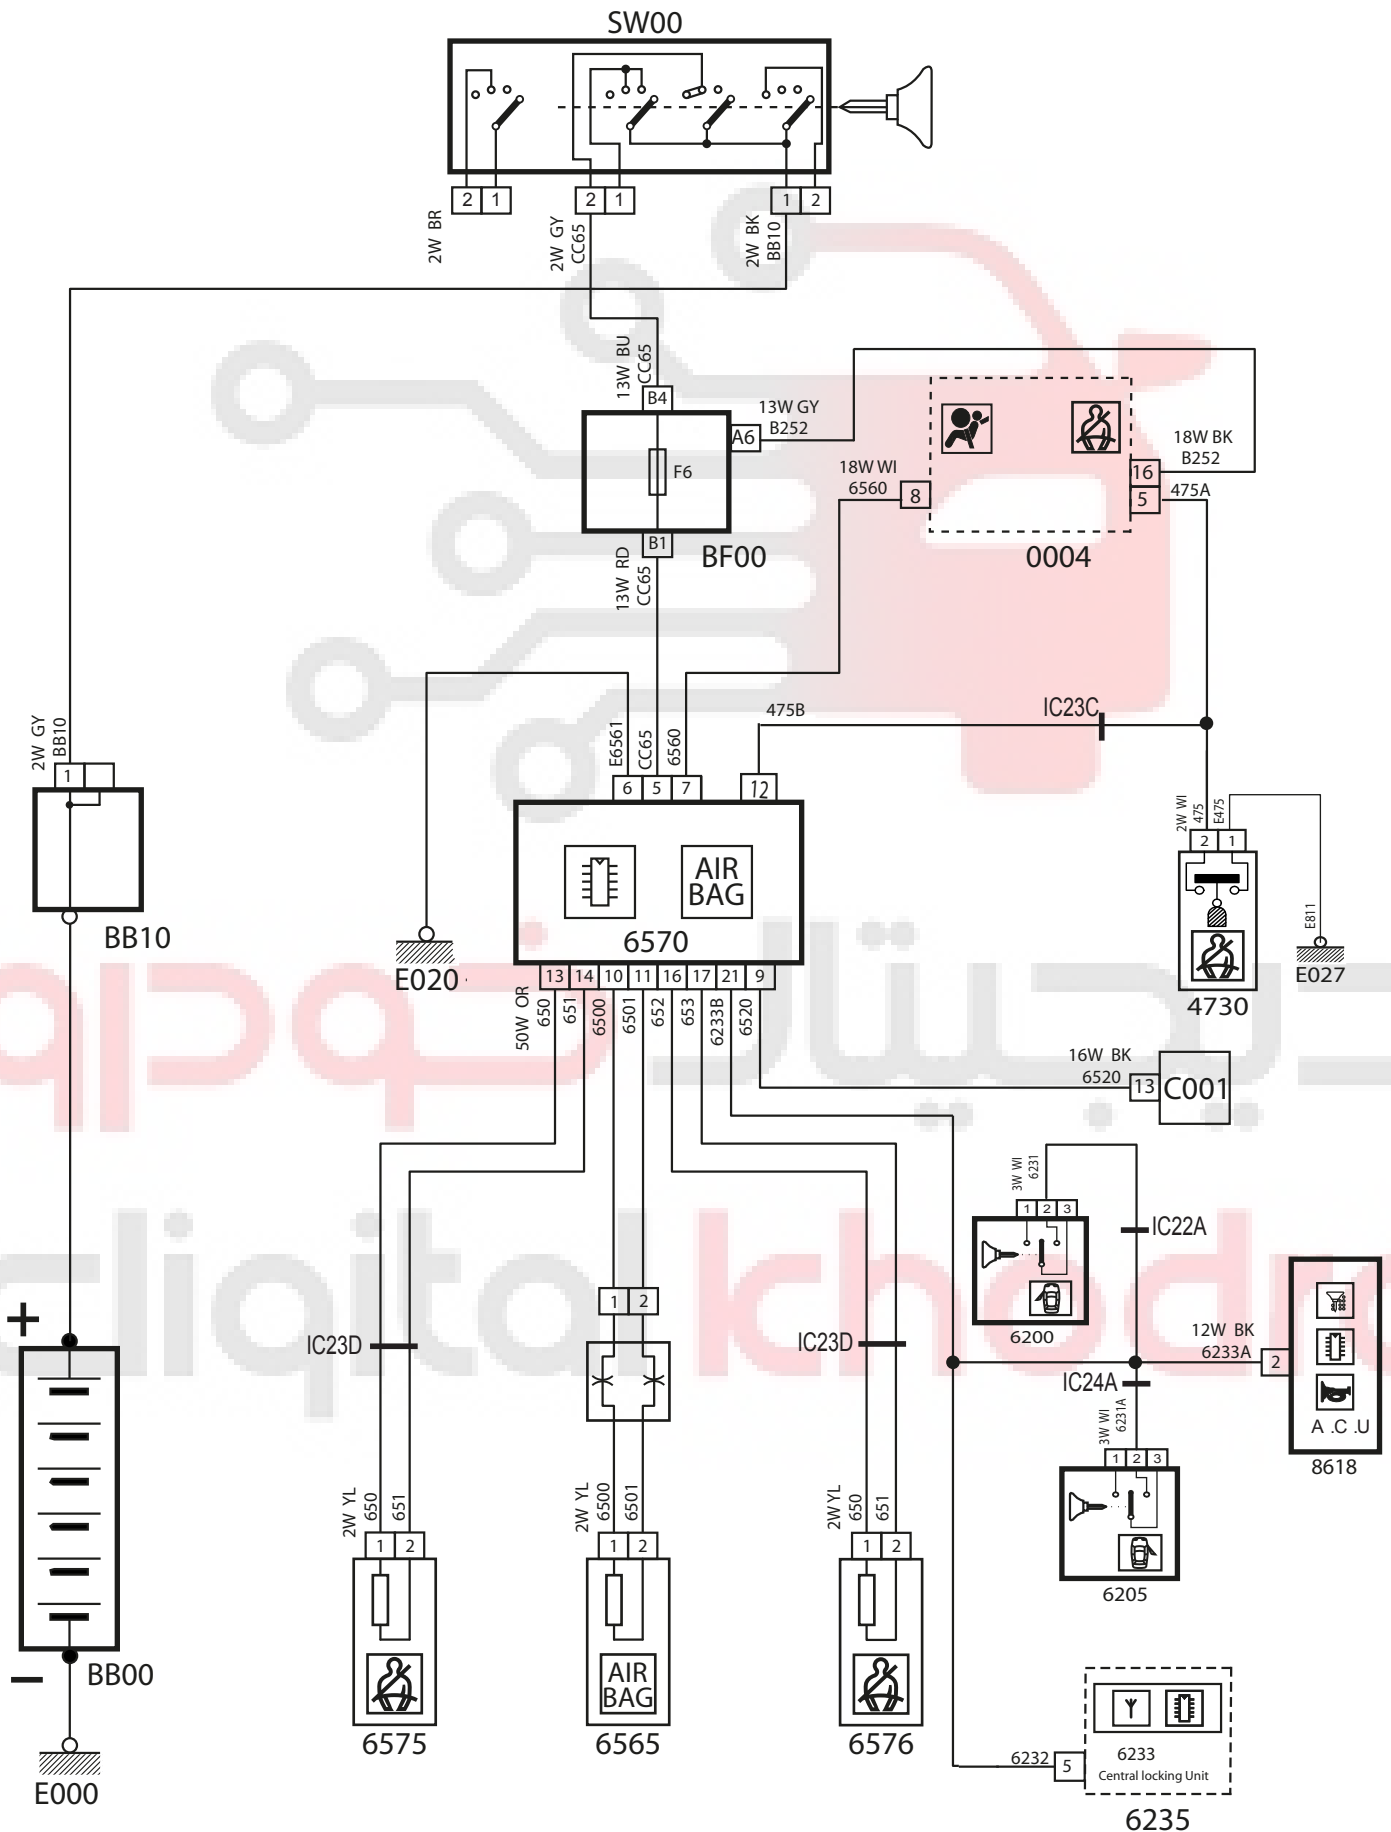 SW00
2 1 2 1 1 2
2W BR
2W GY
CC65
2W BK
BB10
13W BU
CC65
B4
13W GY
B252
A6
F6
18W WI
6560
8
18W BK
B252
16
5
475A
B1
BF00
0004
13W RD
CC65
475B
IC23C
2W GY
BB10
1
E6561
CC65
6560
6 5 7 12
2W WI
475
E475
2 1
AIR
BAG
6570
BB10
E020
E811
E027
4730
13 14 10 11 16 17 21 9
50W OR
650
651
6500
6501
652
653
6233B
6520
16W BK
6520
13
C001
3W WI
6231
1 2 3
IC22A
6200
دیجیتال خودرو
digital khodro
+
1 2
IC23D
IC23D
12W BK
6233A
2
IC24A
3W WI
6231A
A .C .U
8618
1 2 3
6205
2W YL
650
651
2W YL
6500
6501
2W YL
650
651
1 2
1 2
1 2
BB00
−
AIR
BAG
6575
6565
6576
E000
6232
5
6233
Central locking Unit
6235